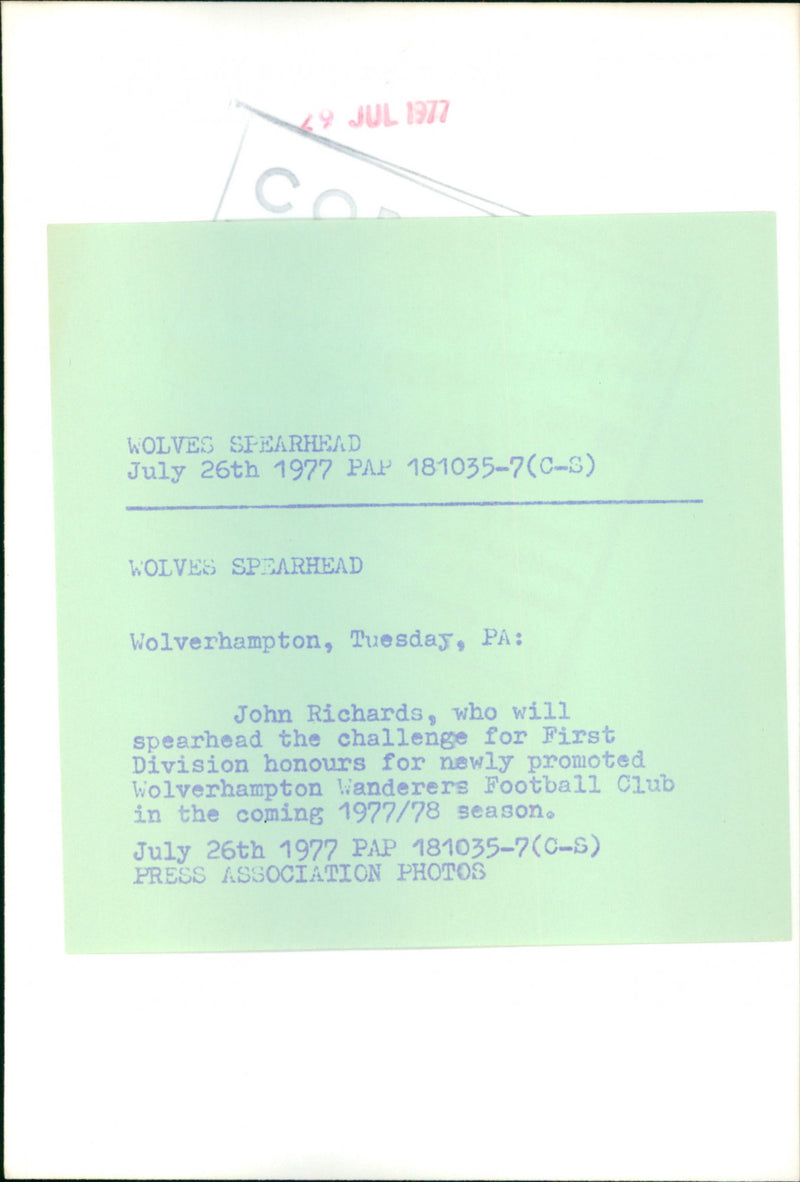 29 JUL 1977
WOLVES SPEARHEAD
July 26th 1977 PAP 181035-7(C-S)
WOLVES SPEARHEAD
Wolverhampton, Tuesday, PA:
John Richards, who will
spearhead the challenge for First
Division honours for newly promoted
Wolverhampton Wanderers Football Club
in the coming 1977/78 season.
July 26th 1977 PAP 181035-7(C-S)
PRESS ASSOCIATION PHOTOS